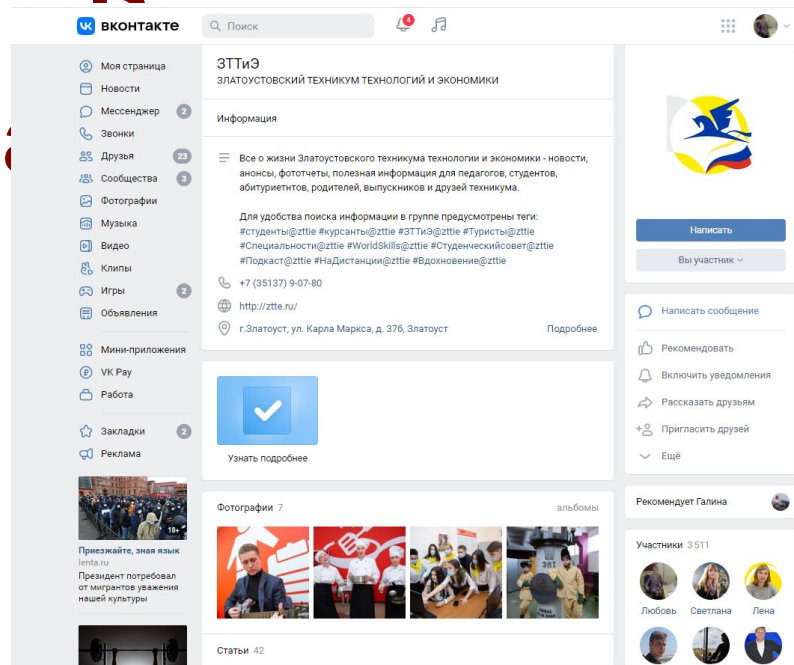 вконтакте
Поиск
4
Моя страница
Новости
Мессенджер 2
Звонки
Друзья 23
Сообщества 3
Фотографии
Музыка
Видео
Клипы
Игры 2
Объявления
Мини-приложения
VK Pay
Работа
Закладки 2
Реклама
18+
Приезжайте, зная язык
lenta.ru
Президент потребовал
от мигрантов уважения
нашей культуры
ЗТТиЭ
ЗЛАТОУСТОВСКИЙ ТЕХНИКУМ ТЕХНОЛОГИЙ И ЭКОНОМИКИ
Информация
Все о жизни Златоустовского техникума технологии и экономики - новости,
анонсы, фототчеты, полезная информация для педагогов, студентов,
абитуриетнтов, родителей, выпускников и друзей техникума.
Для удобства поиска информации в группе предусмотрены теги:
#студенты@zttie #курсанты@zttie #ЗТТиЭ@zttie #Туристы@zttie
#Специальности@zttie #WorldSkills@zttie #Студенческийсовет@zttie
#Подкаст@zttie #НаДистанции@zttie #Вдохновение@zttie
+7 (35137) 9-07-80
http://ztte.ru/
г.Златоуст, ул. Карла Маркса, д. 37б, Златоуст Подробнее
Узнать подробнее
Фотографии 7 альбомы
Статьи 42
Написать
Вы участник
Написать сообщение
Рекомендовать
Включить уведомления
Рассказать друзьям
Пригласить друзей
Ещё
Рекомендует Галина
Участники 3 511
Любовь Светлана Лена